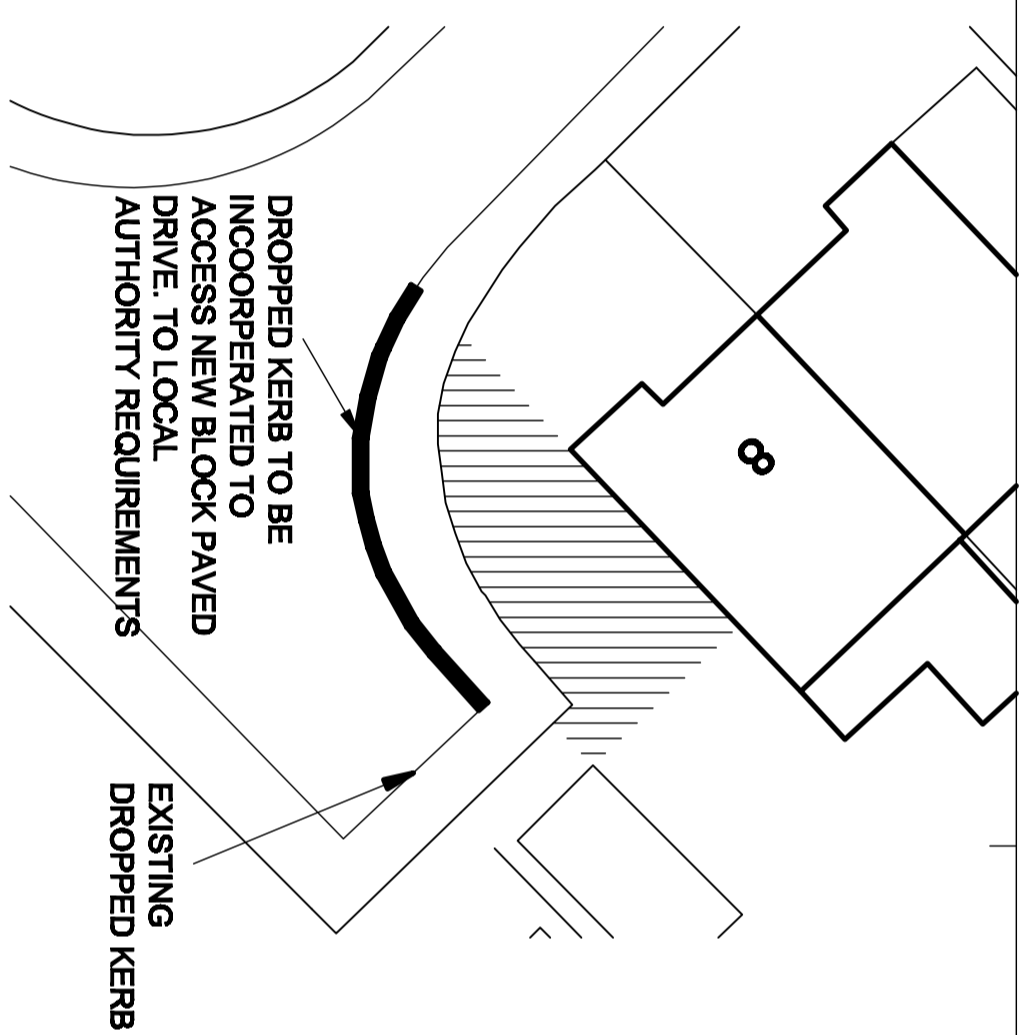 DROPPED KERB TO BE
INCOORPERATED TO
ACCESS NEW BLOCK PAVED
DRIVE. TO LOCAL
AUTHORITY REQUIREMENTS
8
EXISTING
DROPPED KERB